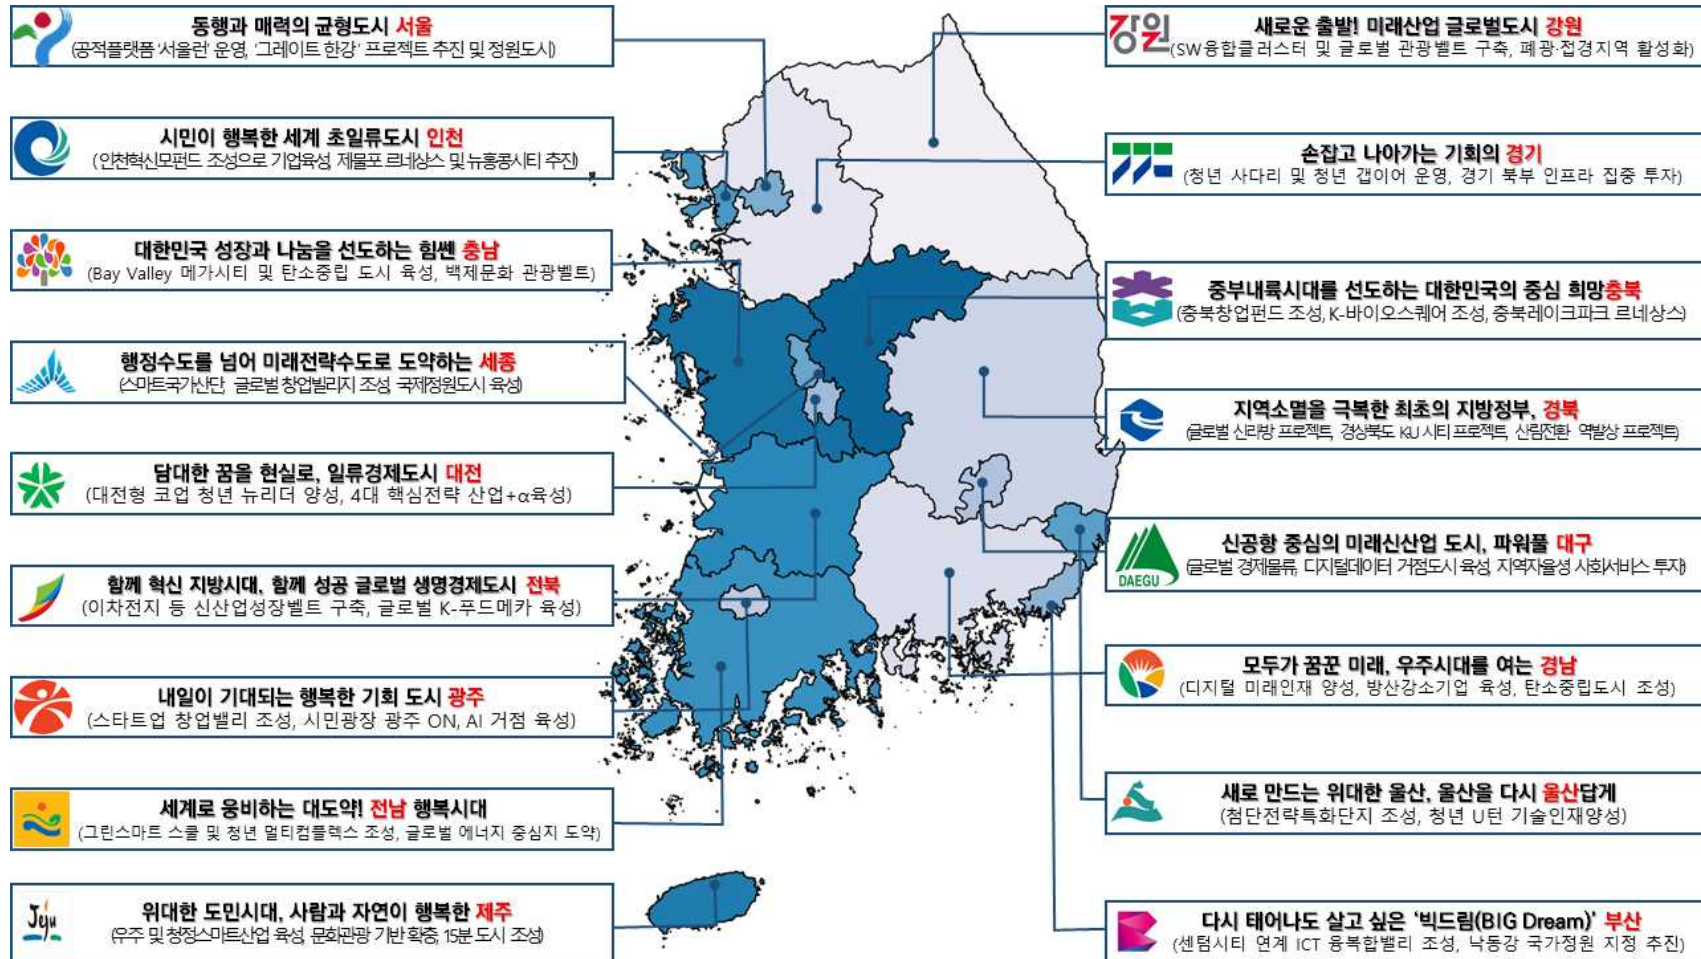 동행과 매력의 균형도시 서울
(공적플랫폼 '서울런' 운영, '그레이트 한강' 프로젝트 추진 및 정원도시)
시민이 행복한 세계 초일류도시 인천
(인천혁신모펀드 조성으로 기업육성, 제물포 르네상스 및 뉴홍콩시티 추진)
대한민국 성장과 나눔을 선도하는 힘쎈 충남
(Bay Valley 메가시티 및 탄소중립 도시 육성, 백제문화 관광벨트)
행정수도를 넘어 미래전략수도로 도약하는 세종
(스마트국가산단, 글로벌 창업빌리지 조성, 국제정원도시 육성)
담대한 꿈을 현실로, 일류경제도시 대전
(대전형 코업 청년 뉴리더 양성, 4대 핵심전략 산업+α육성)
함께 혁신 지방시대, 함께 성공 글로벌 생명경제도시 전북
(이차전지 등 신산업성장벨트 구축, 글로벌 K-푸드메카 육성)
내일이 기대되는 행복한 기회 도시 광주
(스타트업 창업밸리 조성, 시민광장 광주 ON, AI 거점 육성)
세계로 웅비하는 대도약! 전남 행복시대
(그린스마트 스쿨 및 청년 멀티컴플렉스 조성, 글로벌 에너지 중심지 도약)
Jeju
위대한 도민시대, 사람과 자연이 행복한 제주
(우주 및 청정스마트산업 육성, 문화관광 기반 확충, 15분 도시 조성)
강원
새로운 출발! 미래산업 글로벌도시 강원
(SW융합클러스터 및 글로벌 관광벨트 구축, 폐광·접경지역 활성화)
손잡고 나아가는 기회의 경기
(청년 사다리 및 청년 갭이어 운영, 경기 북부 인프라 집중 투자)
중부내륙시대를 선도하는 대한민국의 중심 희망충북
(충북창업펀드 조성, K-바이오스퀘어 조성, 충북레이크파크 르네상스)
지역소멸을 극복한 최초의 지방정부, 경북
(글로벌 신라방 프로젝트, 경상북도 KU 시티 프로젝트, 산림전환 역발상 프로젝트)
DAEGU
신공항 중심의 미래신산업 도시, 파워풀 대구
(글로벌 경제물류, 디지털데이터 거점도시 육성, 지역자율성 사회서비스 투자)
모두가 꿈꾼 미래, 우주시대를 여는 경남
(디지털 미래인재 양성, 방산강소기업 육성, 탄소중립도시 조성)
새로 만드는 위대한 울산, 울산을 다시 울산답게
(첨단전략특화단지 조성, 청년 U턴 기술인재양성)
다시 태어나도 살고 싶은 '빅드림(BIG Dream)' 부산
(센텀시티 연계 ICT 융복합밸리 조성, 낙동강 국가정원 지정 추진)